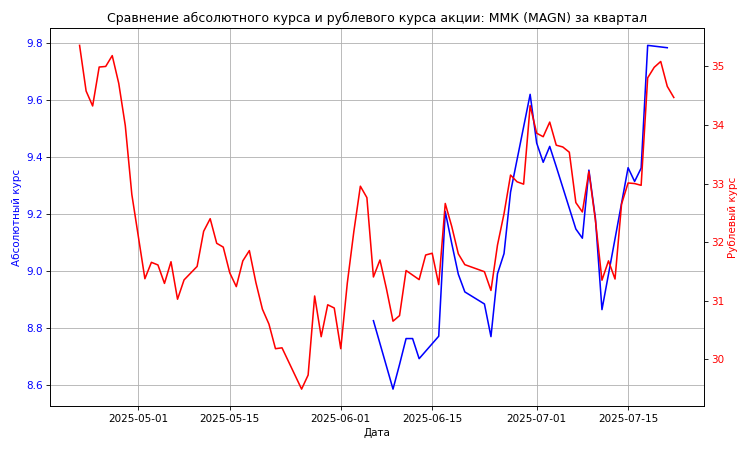 Сравнение абсолютного курса и рублевого курса акции: ММК (MAGN) за квартал
Абсолютный курс
9.8
9.6
9.4
9.2
9.0
8.8
8.6
35
34
33
32
31
30
Рублевый курс
2025-05-01 2025-05-15 2025-06-01 2025-06-15 2025-07-01 2025-07-15
Дата